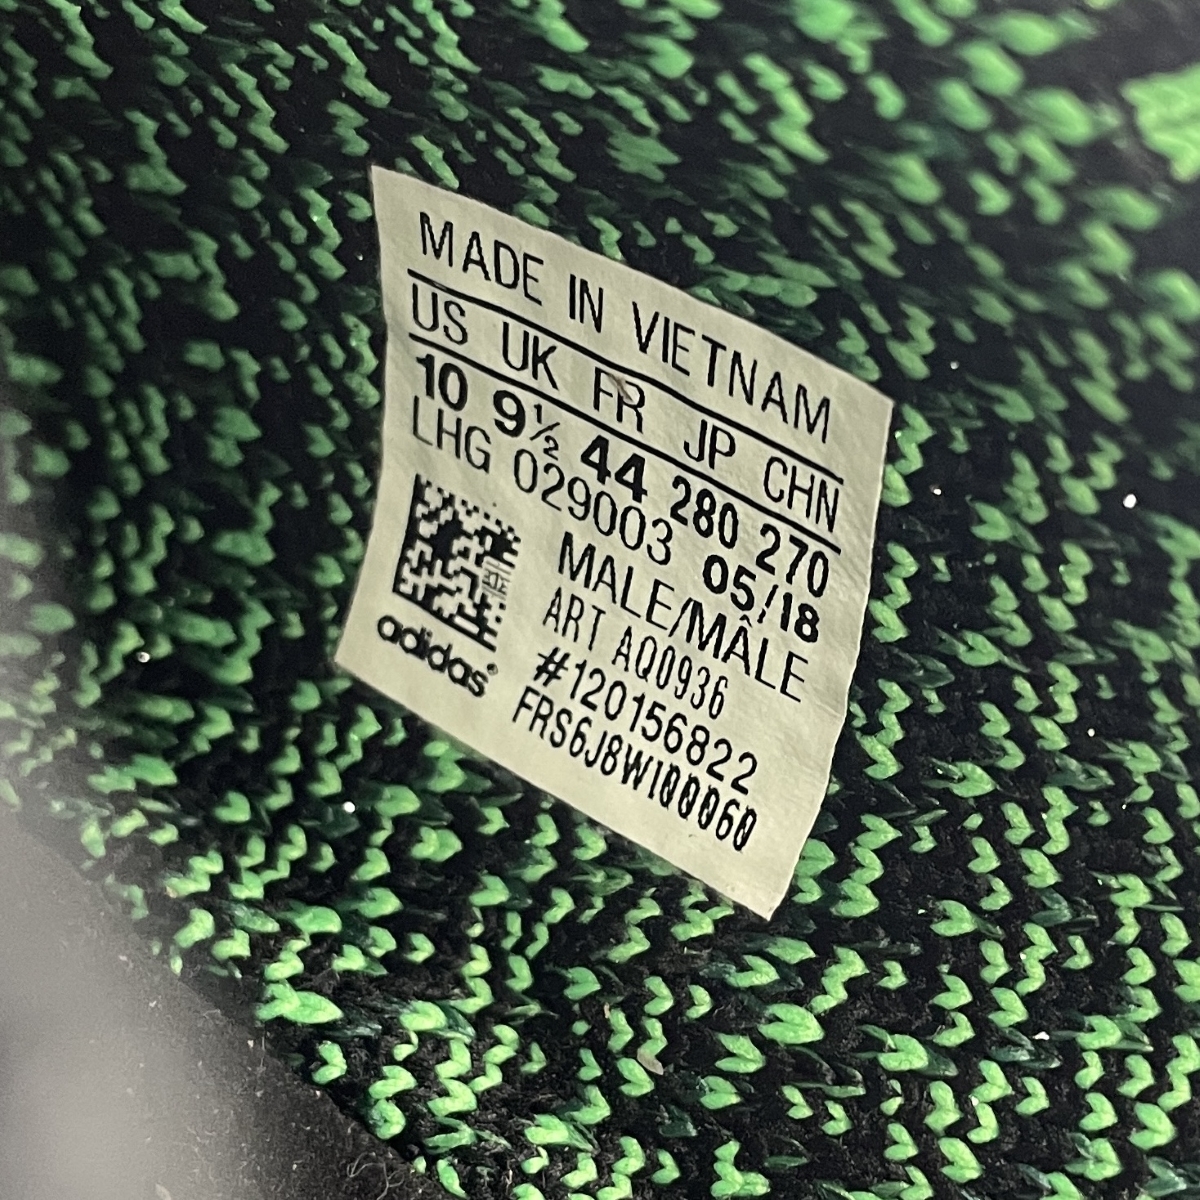 MADE IN VIETNAM
US UK FR JP CHN
10 9½ 44 280 270
LHG 029003 05/18
MALE/MÂLE
ART AQ0936
#120156822
FRS6J8W1QQQ6Q
adidas®